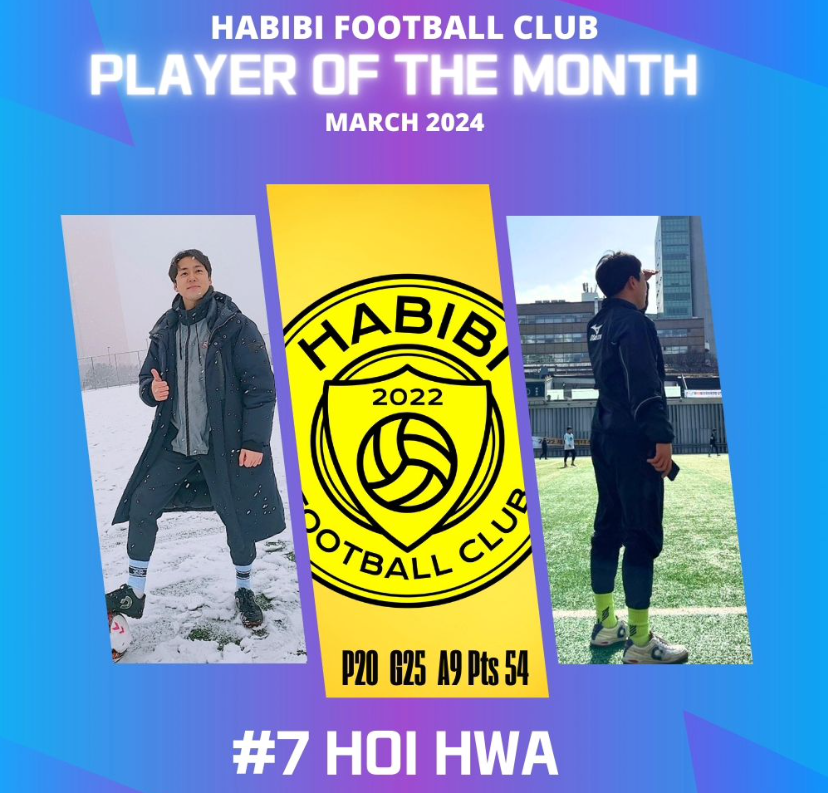 HABIBI FOOTBALL CLUB
PLAYER OF THE MONTH
MARCH 2024
HABIBI
2022
FOOTBALL CLUB
P20 G25 A9 Pts 54
#7 HOI HWA